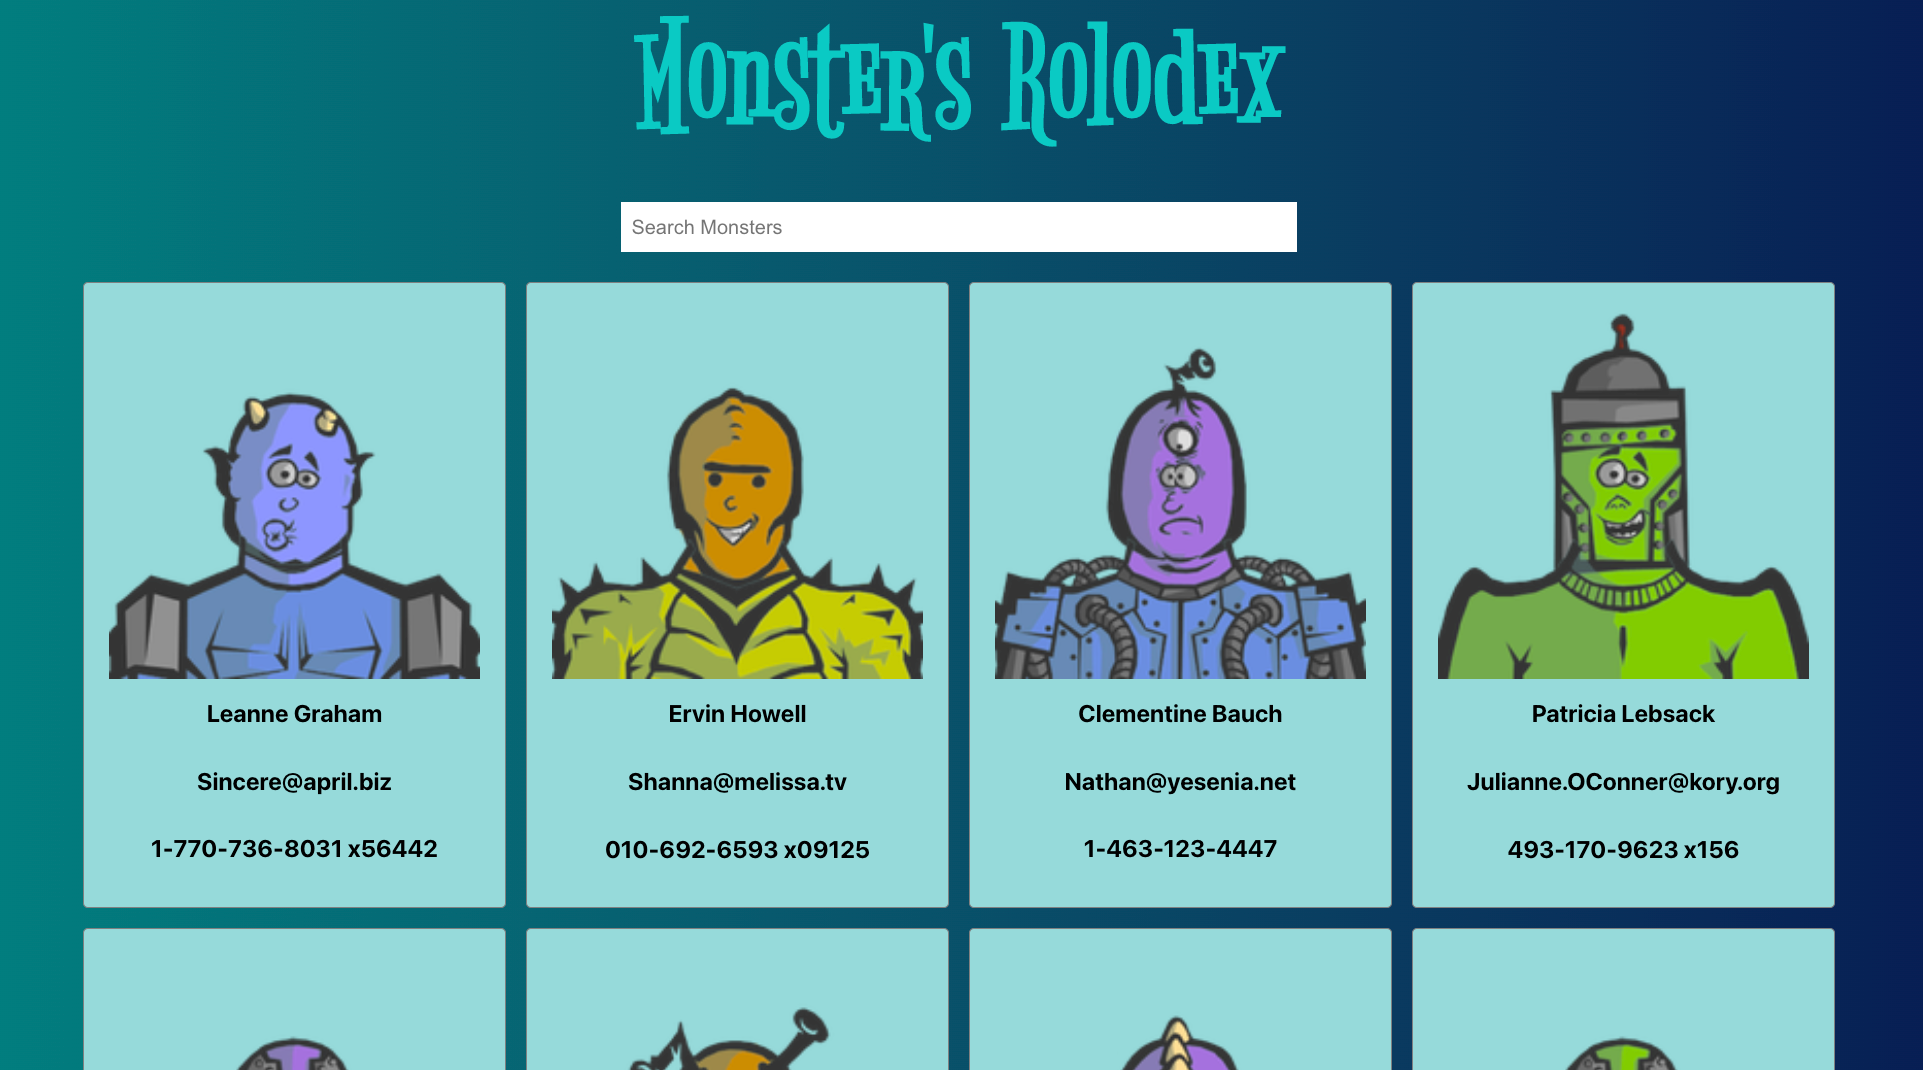 Monster's Rolodex
Search Monsters
Leanne Graham
Sincere@april.biz
1-770-736-8031 x56442
Ervin Howell
Shanna@melissa.tv
010-692-6593 x09125
Clementine Bauch
Nathan@yesenia.net
1-463-123-4447
Patricia Lebsack
Julianne.OConner@kory.org
493-170-9623 x156